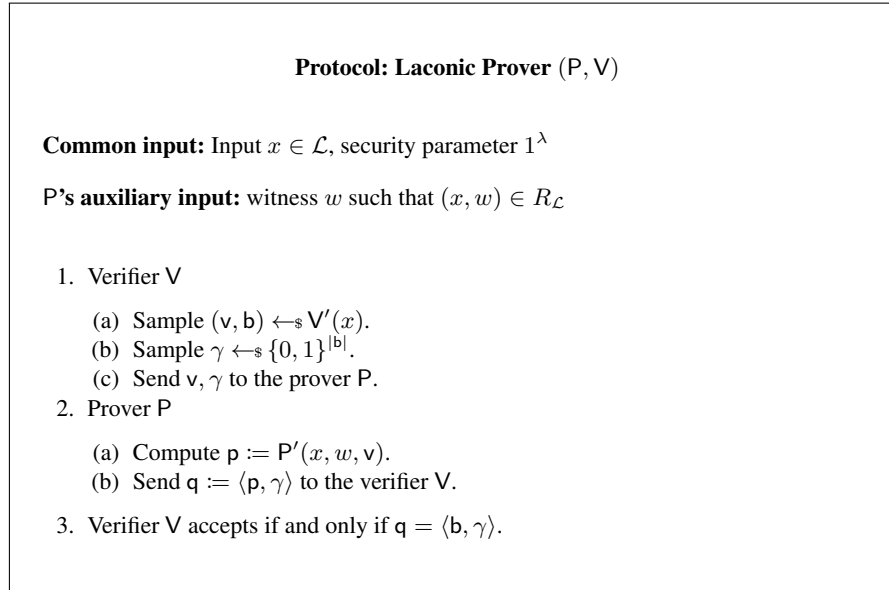 Protocol: Laconic Prover (P, V)
Common input: Input x ∈ ℒ, security parameter 1^λ
P's auxiliary input: witness w such that (x, w) ∈ R_ℒ
1. Verifier V
(a) Sample (v, b) ←$ V′(x).
(b) Sample γ ←$ {0, 1}^|b|.
(c) Send v, γ to the prover P.
2. Prover P
(a) Compute p := P′(x, w, v).
(b) Send q := ⟨p, γ⟩ to the verifier V.
3. Verifier V accepts if and only if q = ⟨b, γ⟩.